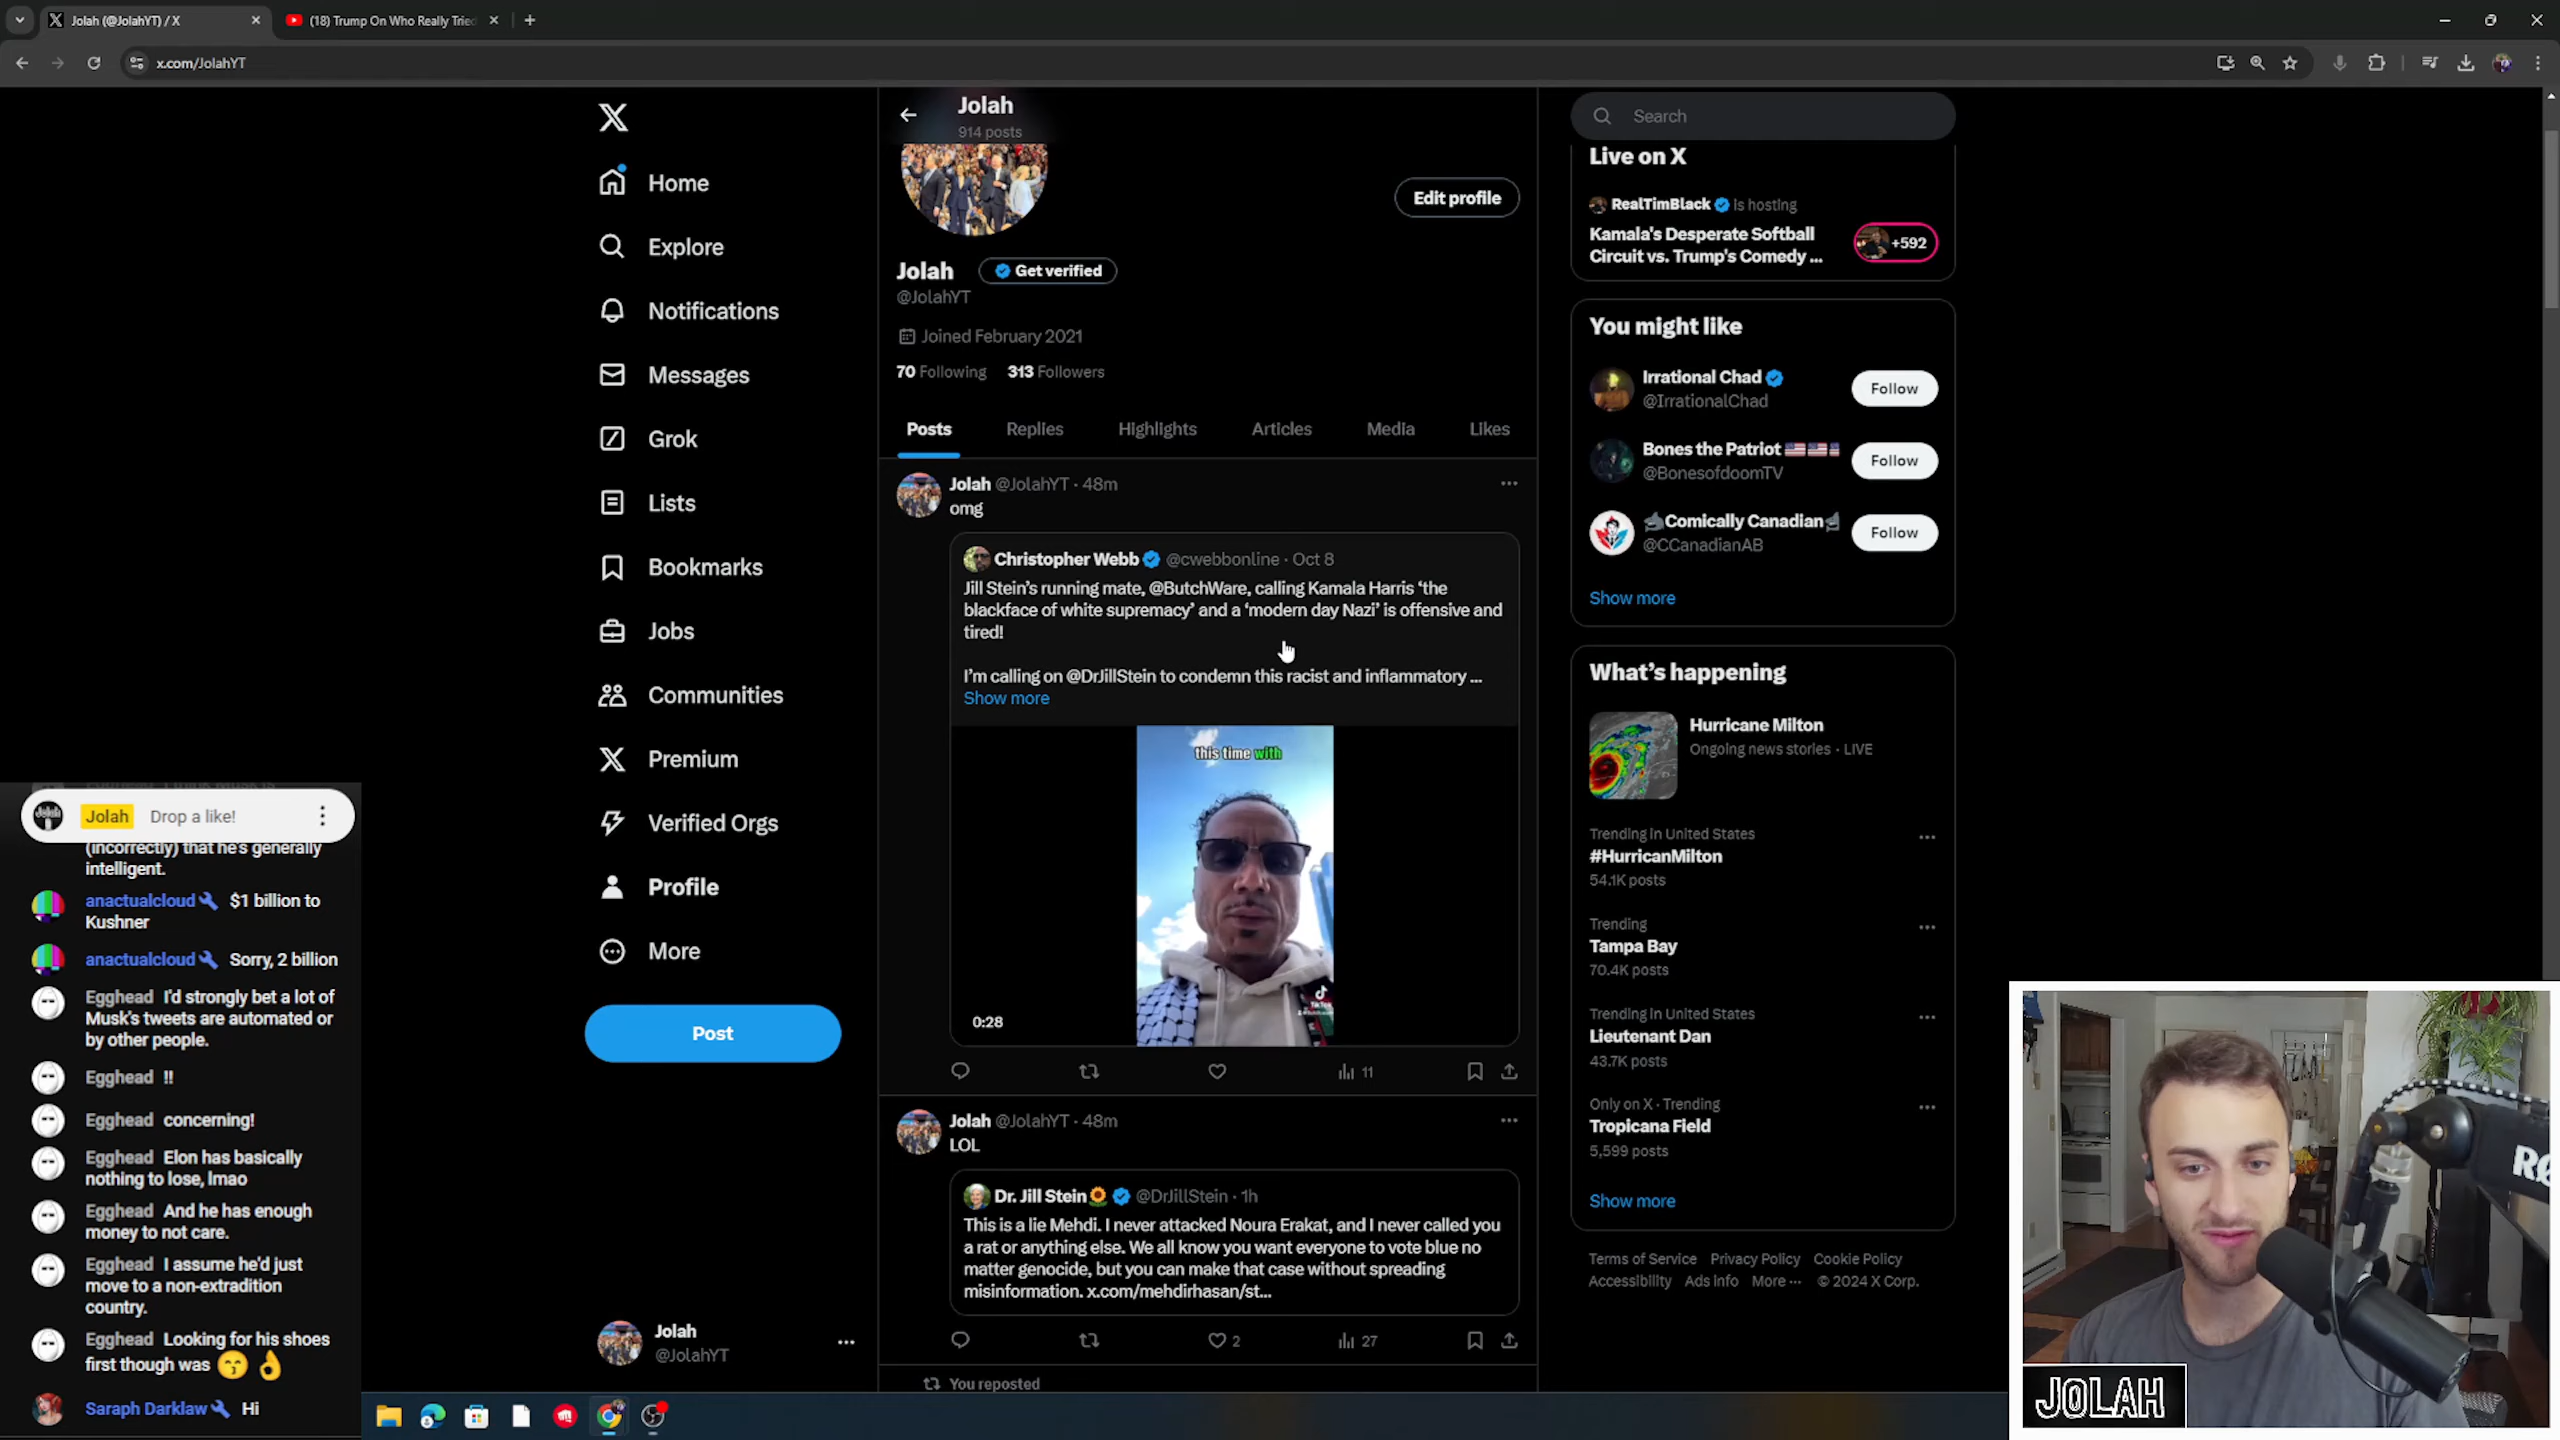 Jolah (@JolahYT) / X
(18) Trump On Who Really Tried
x.com/JolahYT
Jolah
914 posts
Home
Explore
Notifications
Messages
Grok
Lists
Bookmarks
Jobs
Communities
Premium
Verified Orgs
Profile
More
Post
Jolah
@JolahYT
Edit profile
Jolah
Get verified
@JolahYT
Joined February 2021
70 Following 313 Followers
Posts Replies Highlights Articles Media Likes
Jolah @JolahYT · 48m
omg
Christopher Webb @cwebbonline · Oct 8
Jill Stein's running mate, @ButchWare, calling Kamala Harris 'the
blackface of white supremacy' and a 'modern day Nazi' is offensive and
tired!
I'm calling on @DrJillStein to condemn this racist and inflammatory ...
Show more
this time with
TikTok
0:28
11
Jolah @JolahYT · 48m
LOL
Dr. Jill Stein🌻 @DrJillStein · 1h
This is a lie Mehdi. I never attacked Noura Erakat, and I never called you
a rat or anything else. We all know you want everyone to vote blue no
matter genocide, but you can make that case without spreading
misinformation. x.com/mehdirhasan/st...
2 27
You reposted
Search
Live on X
RealTimBlack is hosting
Kamala's Desperate Softball
Circuit vs. Trump's Comedy ...
+592
You might like
Irrational Chad
@IrrationalChad
Follow
Bones the Patriot 🇺🇸🇺🇸🇺🇸
@BonesofdoomTV
Follow
Comically Canadian
@CCanadianAB
Follow
Show more
What's happening
Hurricane Milton
Ongoing news stories · LIVE
Trending in United States
#HurricanMilton
54.1K posts
Trending
Tampa Bay
70.4K posts
Trending in United States
Lieutenant Dan
43.7K posts
Only on X · Trending
Tropicana Field
5,599 posts
Show more
Terms of Service Privacy Policy Cookie Policy
Accessibility Ads info More ··· © 2024 X Corp.
Jolah Drop a like!
(incorrectly) that he's generally
intelligent.
anactualcloud $1 billion to
Kushner
anactualcloud Sorry, 2 billion
Egghead I'd strongly bet a lot of
Musk's tweets are automated or
by other people.
Egghead !!
Egghead concerning!
Egghead Elon has basically
nothing to lose, lmao
Egghead And he has enough
money to not care.
Egghead I assume he'd just
move to a non-extradition
country.
Egghead Looking for his shoes
first though was 😙👌
Saraph Darklaw Hi
JOLAH